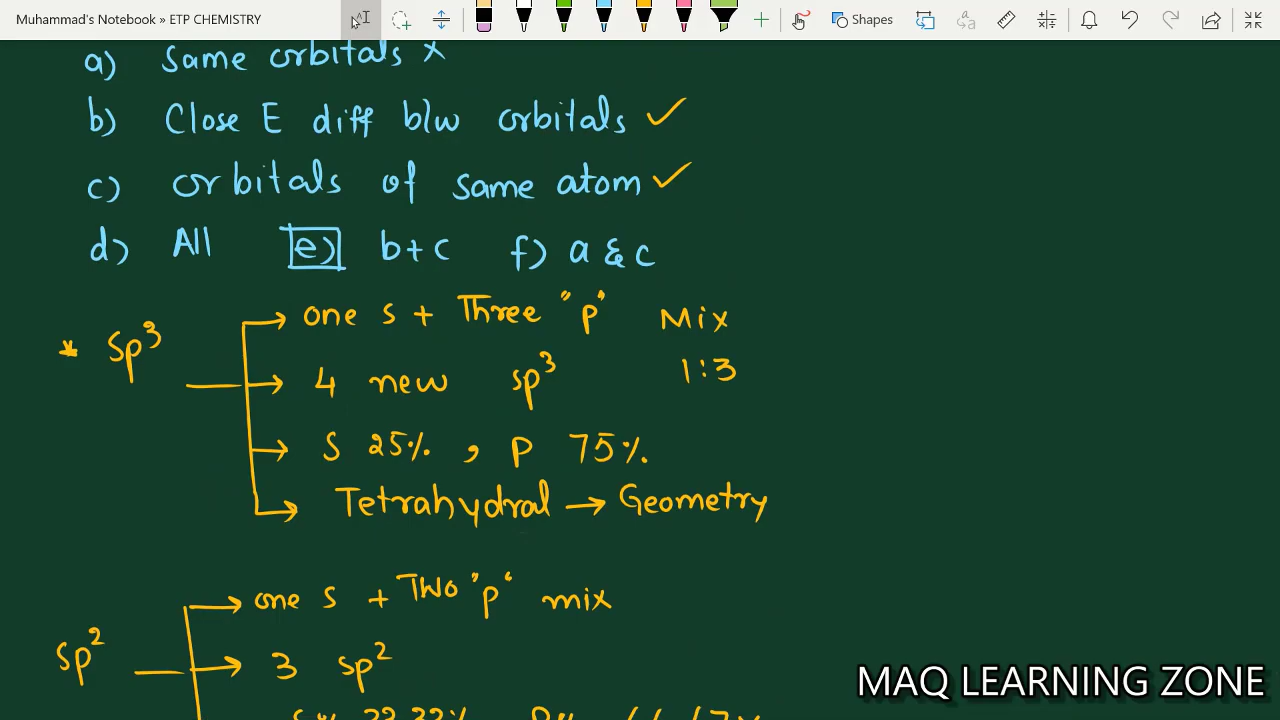 Muhammad's Notebook » ETP CHEMISTRY
Shapes
a) Same orbitals x
b) Close E diff b/w orbitals ✓
c) orbitals of same atom ✓
d) All e) b+c f) a & c
* Sp³
one s + Three "p" Mix
1:3
4 new sp³
S 25% , P 75%
Tetrahydral → Geometry
Sp²
one s + Two "p" mix
3 sp²
MAQ LEARNING ZONE